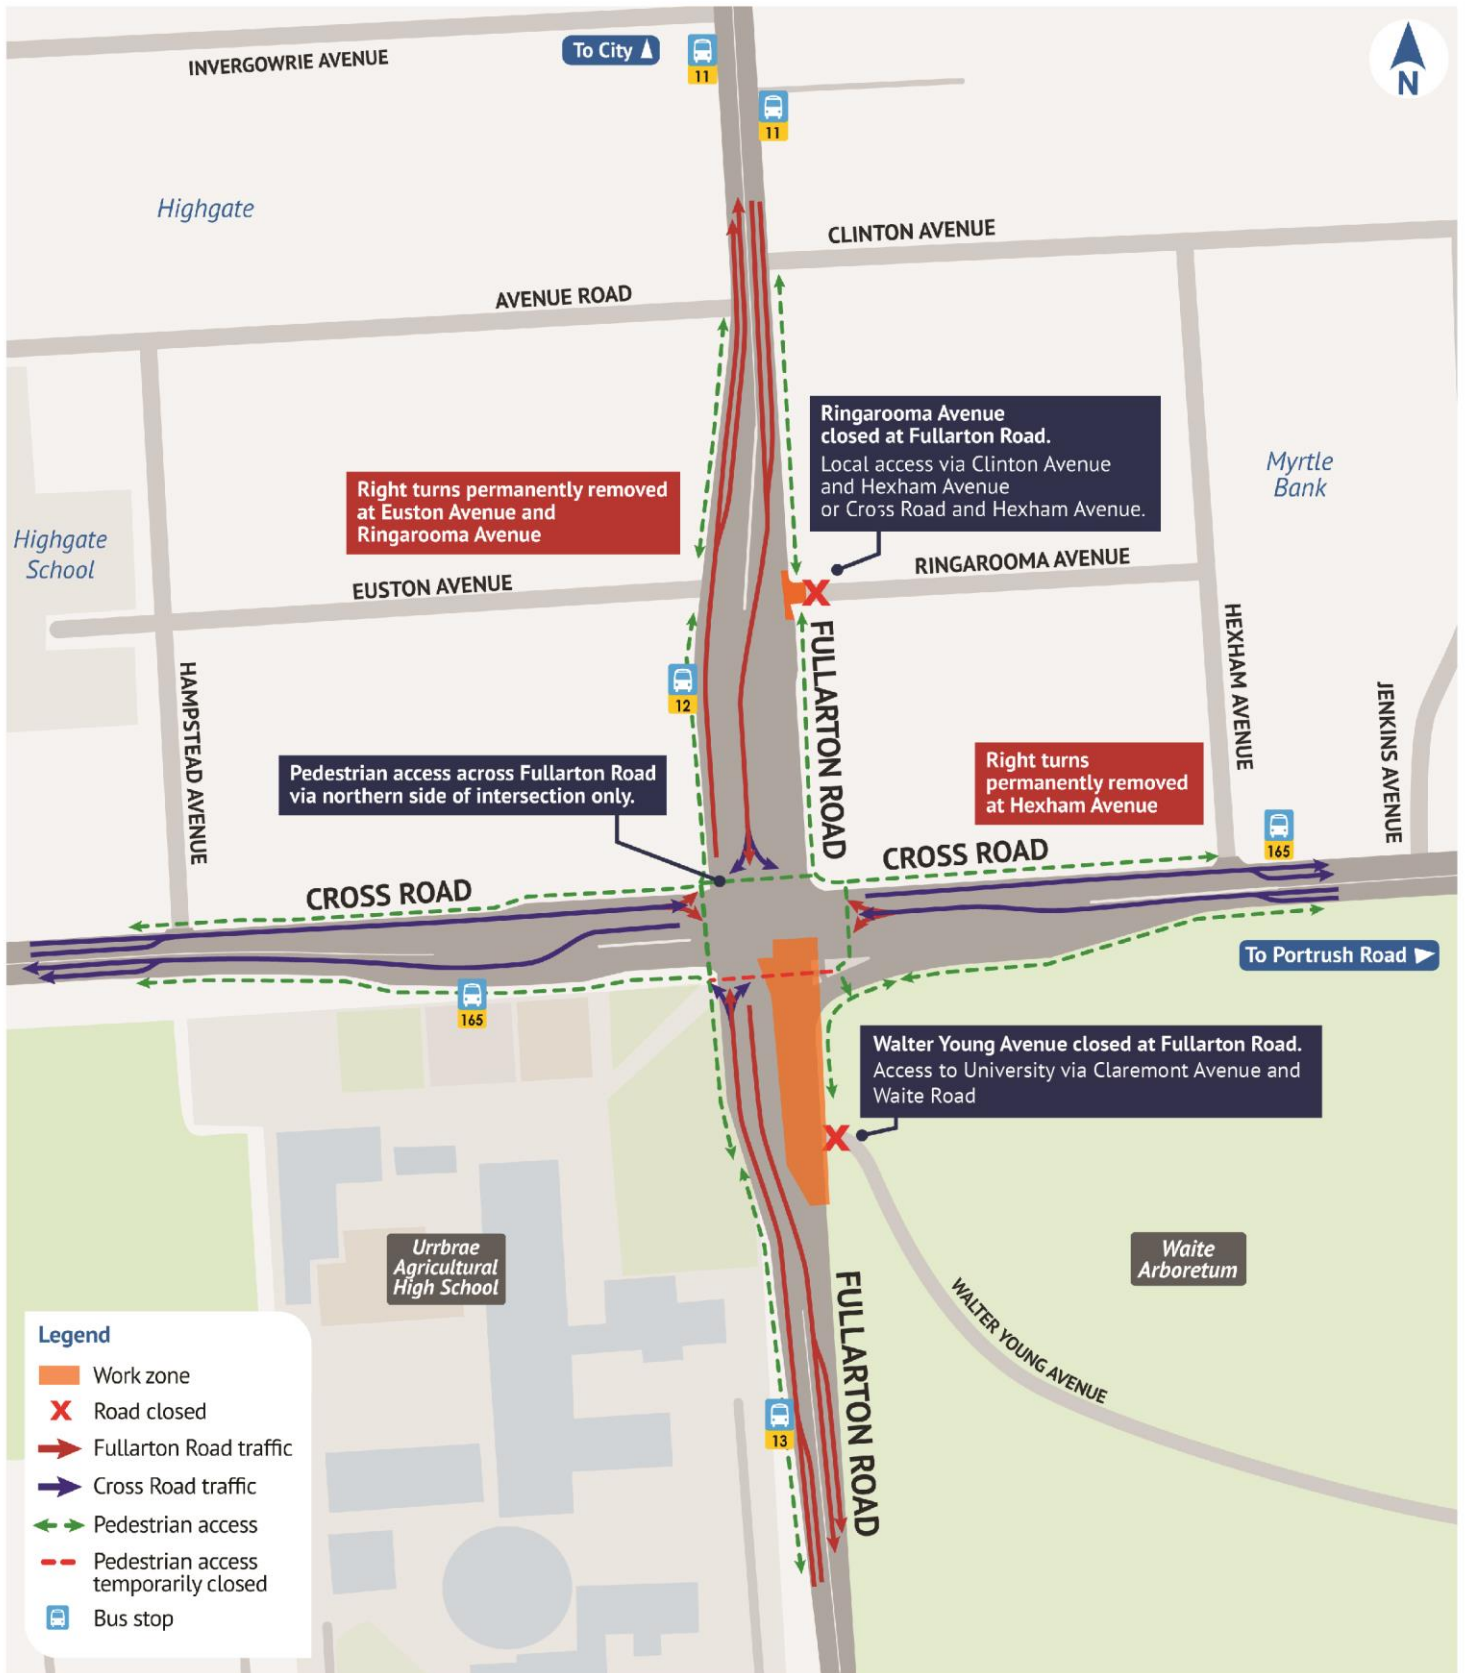 INVERGOWRIE AVENUE
To City
11
11
N
Highgate
CLINTON AVENUE
AVENUE ROAD
Ringarooma Avenue
closed at Fullarton Road.
Local access via Clinton Avenue
and Hexham Avenue
or Cross Road and Hexham Avenue.
Myrtle
Bank
Right turns permanently removed
at Euston Avenue and
Ringarooma Avenue
Highgate
School
EUSTON AVENUE
RINGAROOMA AVENUE
HAMPSTEAD AVENUE
12
FULLARTON ROAD
HEXHAM AVENUE
JENKINS AVENUE
Pedestrian access across Fullarton Road
via northern side of intersection only.
Right turns
permanently removed
at Hexham Avenue
165
CROSS ROAD
CROSS ROAD
To Portrush Road
165
Walter Young Avenue closed at Fullarton Road.
Access to University via Claremont Avenue and
Waite Road
Urrbrae
Agricultural
High School
Waite
Arboretum
WALTER YOUNG AVENUE
FULLARTON ROAD
13
Legend
Work zone
X Road closed
Fullarton Road traffic
Cross Road traffic
Pedestrian access
Pedestrian access
temporarily closed
Bus stop